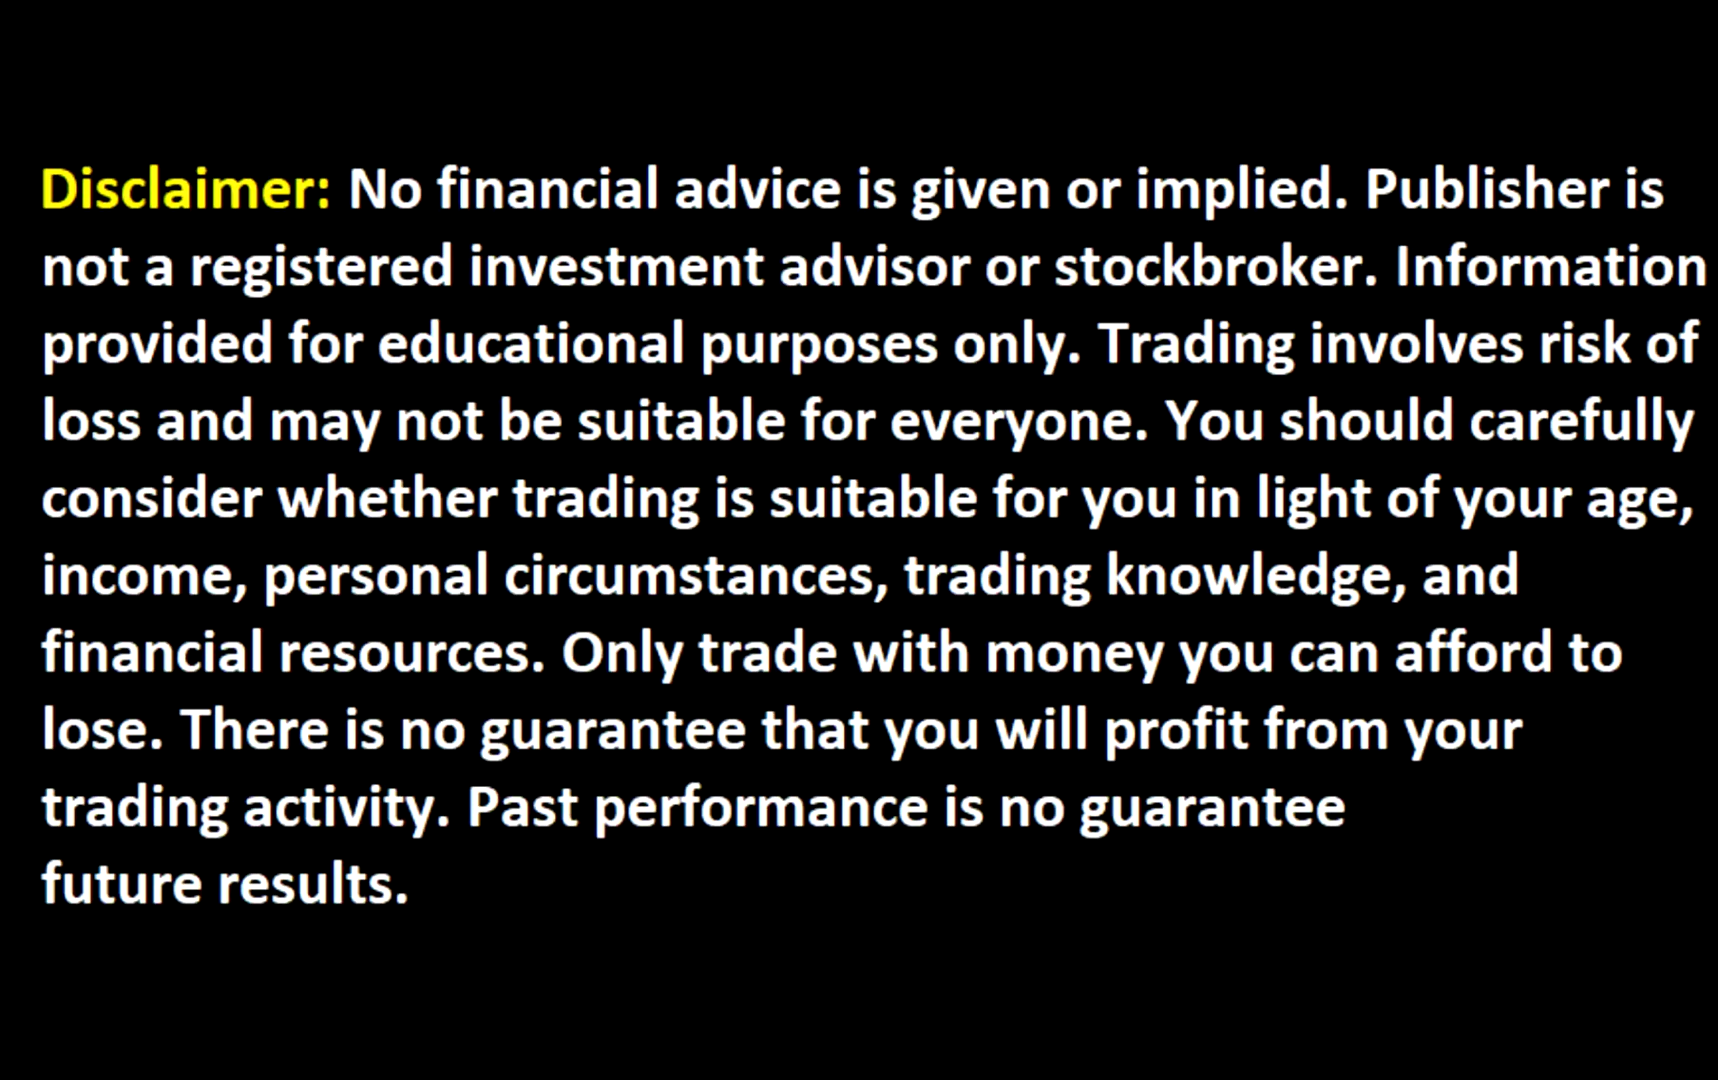 Disclaimer: No financial advice is given or implied. Publisher is
not a registered investment advisor or stockbroker. Information
provided for educational purposes only. Trading involves risk of
loss and may not be suitable for everyone. You should carefully
consider whether trading is suitable for you in light of your age,
income, personal circumstances, trading knowledge, and
financial resources. Only trade with money you can afford to
lose. There is no guarantee that you will profit from your
trading activity. Past performance is no guarantee
future results.